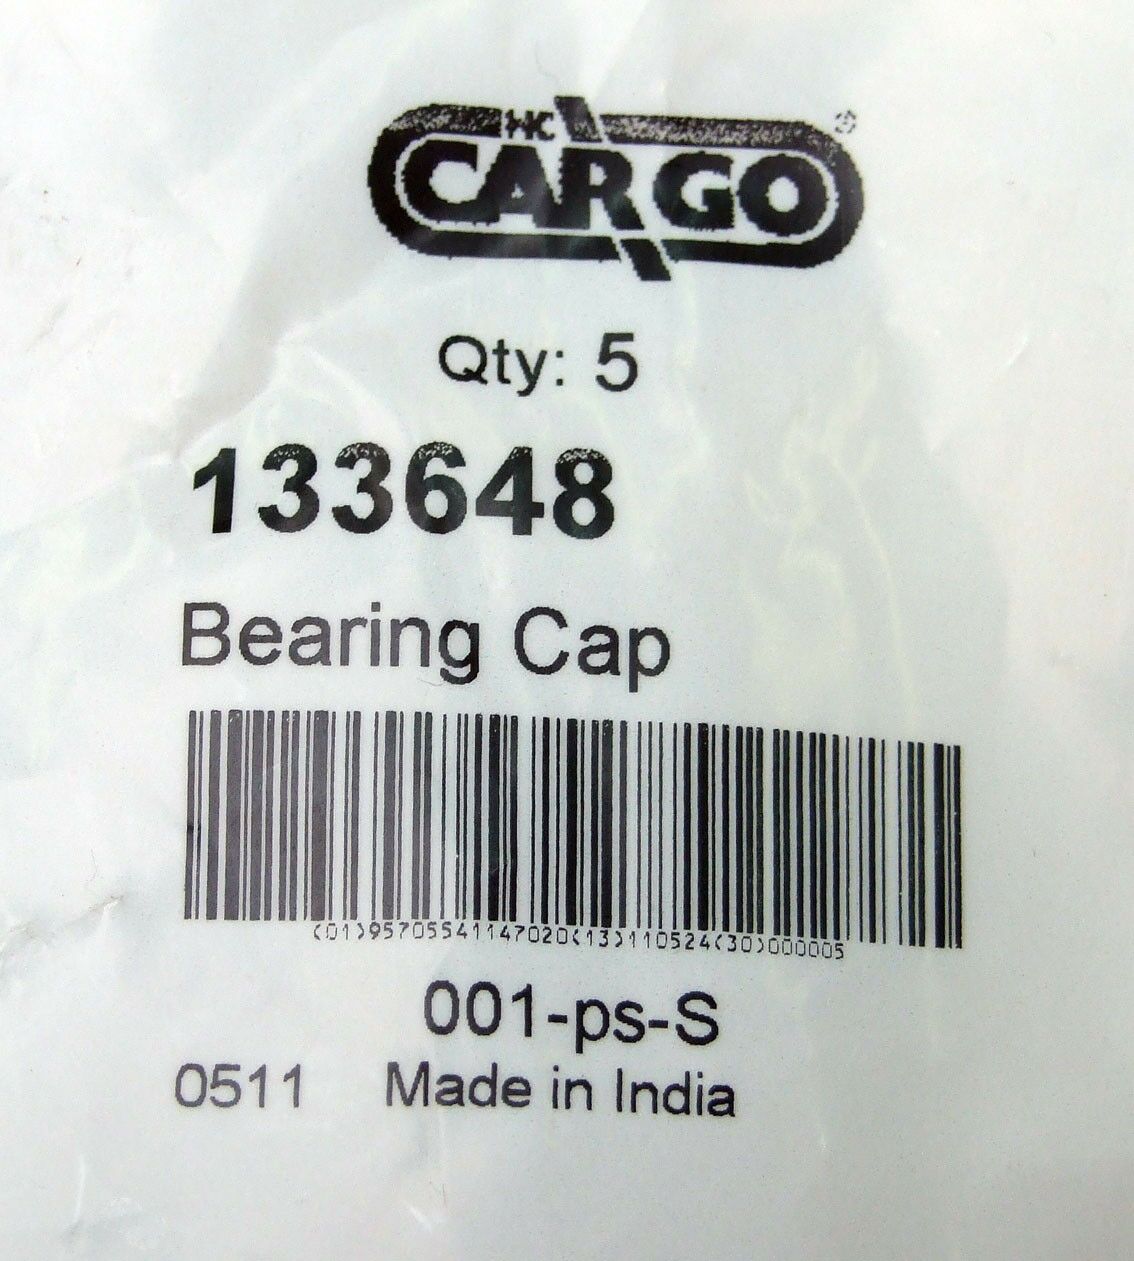 HC
CARGO®
Qty: 5
133648
Bearing Cap
(01)95705541147020(13)110524(30)000005
001-ps-S
0511 Made in India